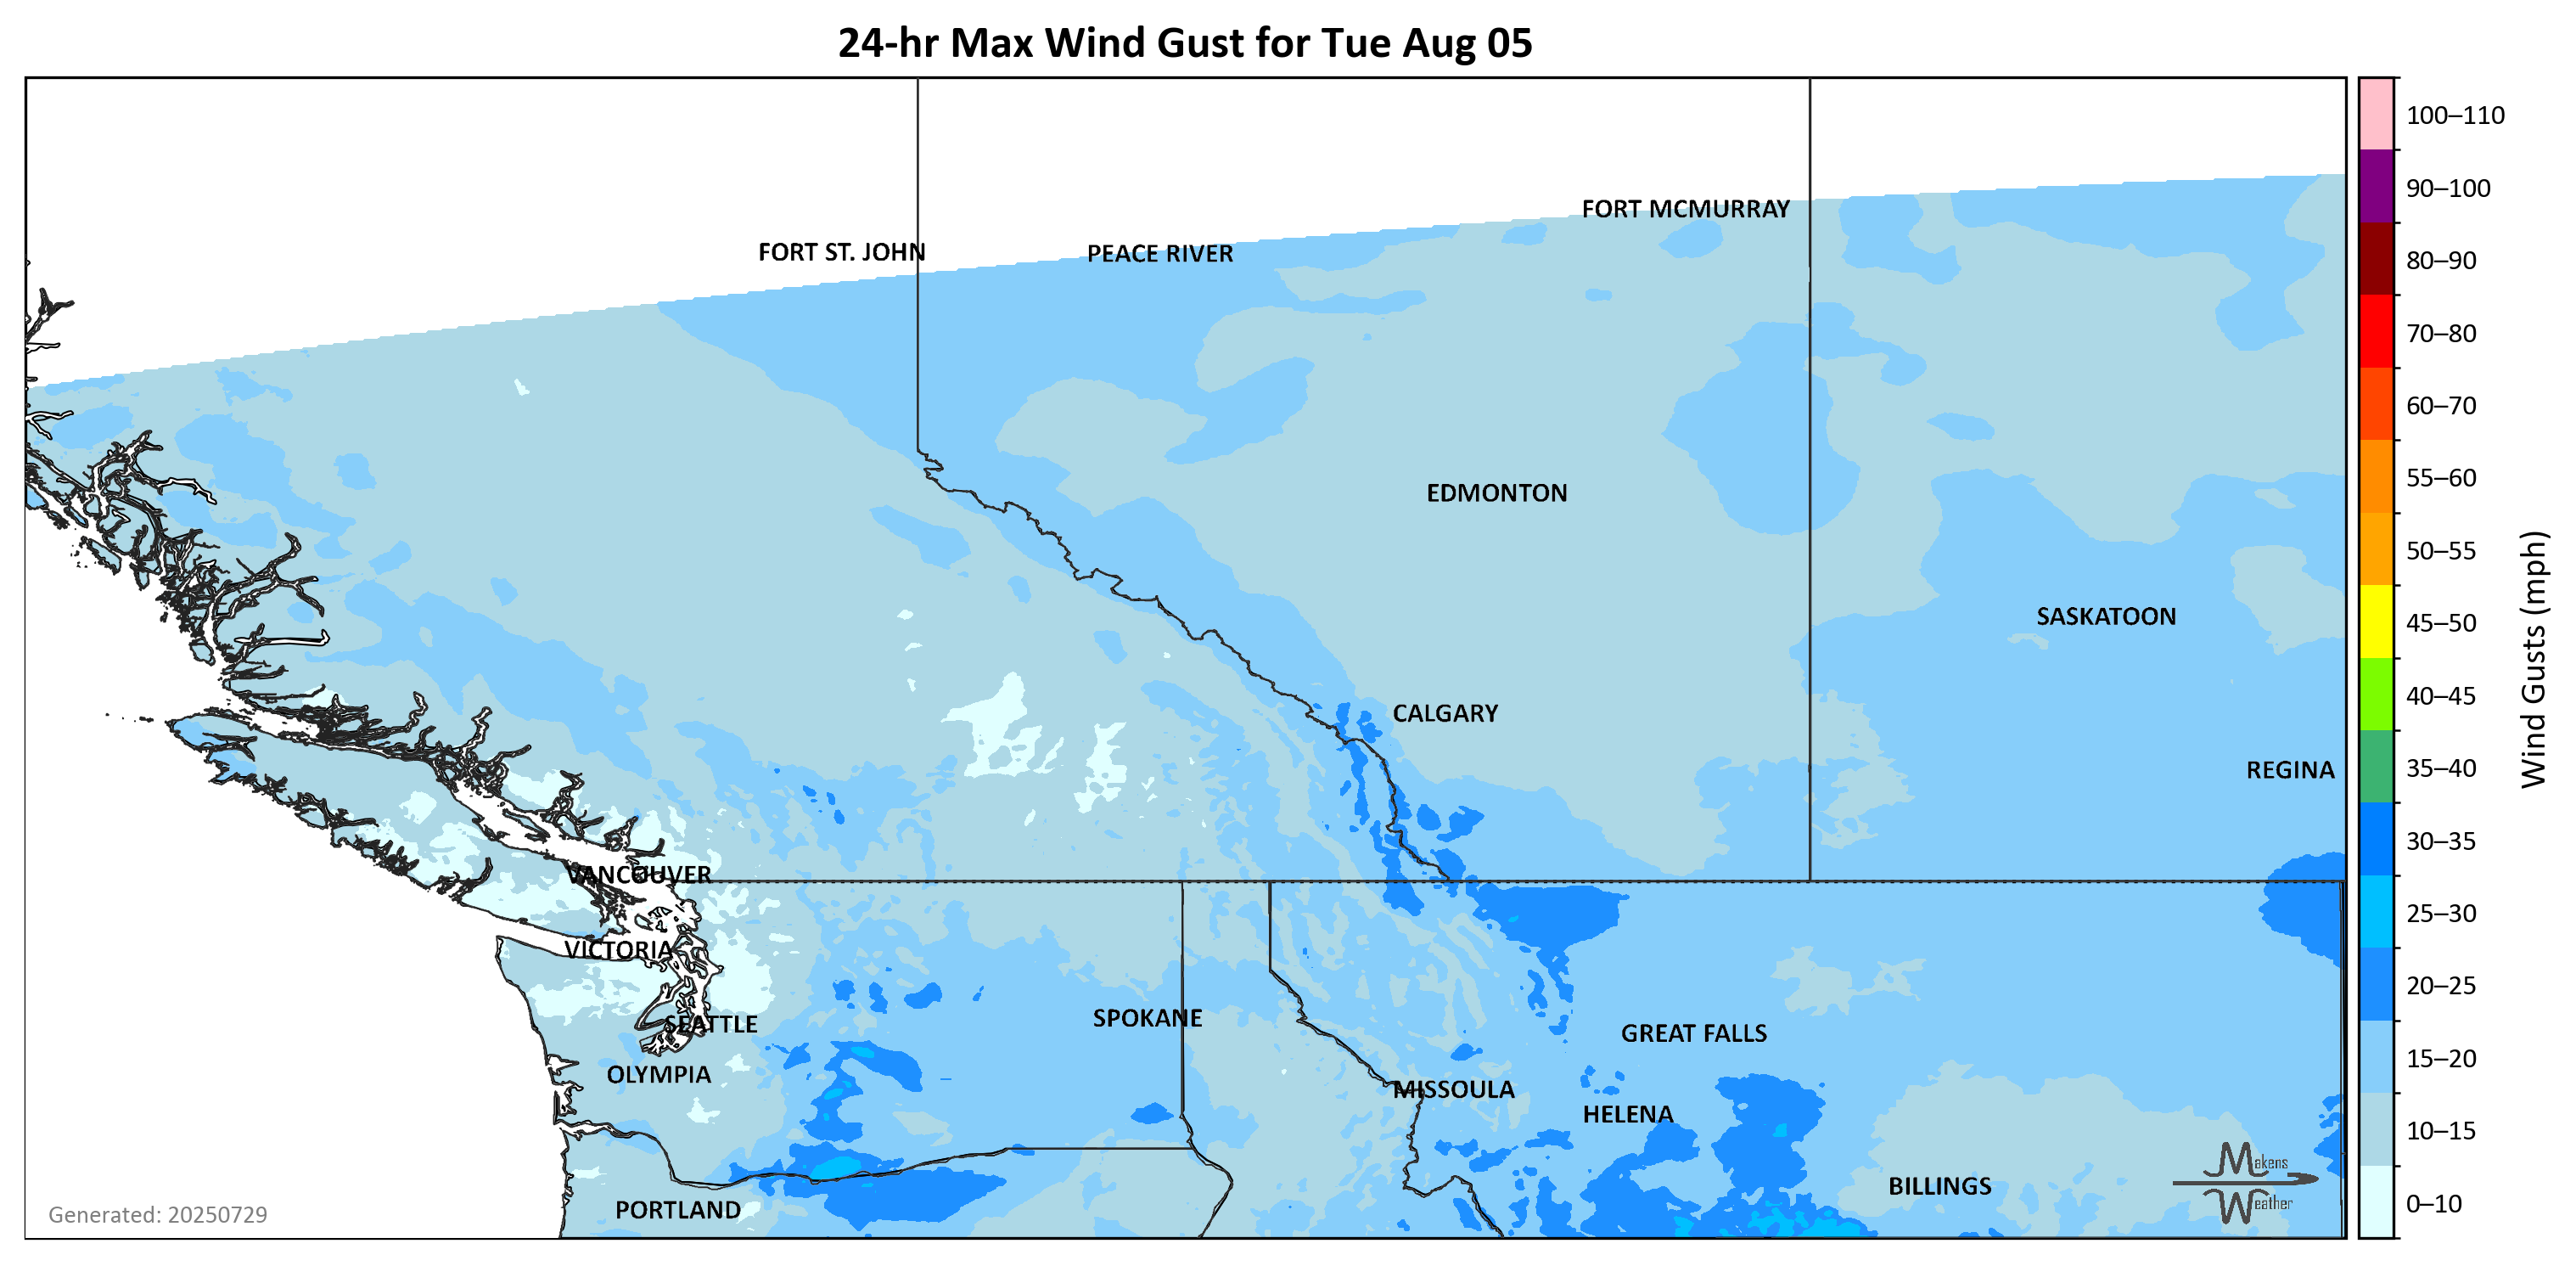 24-hr Max Wind Gust for Tue Aug 05
100–110
90–100
80–90
70–80
60–70
55–60
50–55
45–50
40–45
35–40
30–35
25–30
20–25
15–20
10–15
0–10
Wind Gusts (mph)
FORT MCMURRAY
FORT ST. JOHN
PEACE RIVER
EDMONTON
SASKATOON
CALGARY
REGINA
VANCOUVER
VICTORIA
SEATTLE
SPOKANE
GREAT FALLS
OLYMPIA
MISSOULA
HELENA
BILLINGS
PORTLAND
Makens
Weather
Generated: 20250729